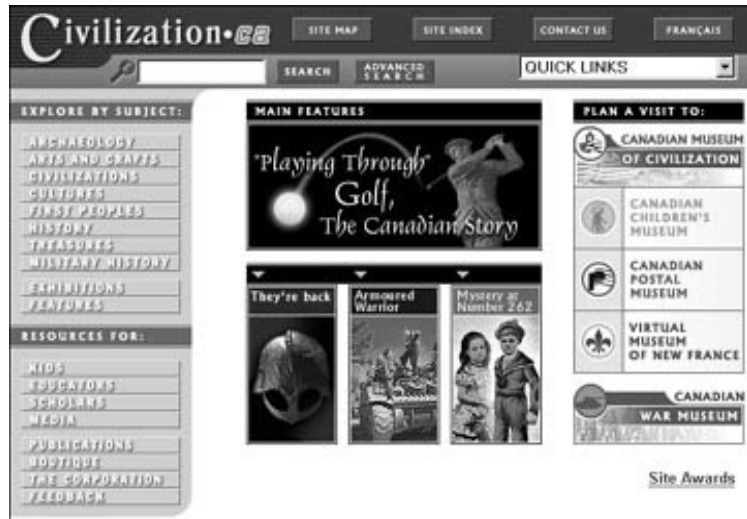 Civilization.ca
SITE MAP
SITE INDEX
CONTACT US
FRANÇAIS
SEARCH
ADVANCED
SEARCH
QUICK LINKS
EXPLORE BY SUBJECT:
ARCHAEOLOGY
ARTS AND CRAFTS
CIVILIZATIONS
CULTURES
FIRST PEOPLES
HISTORY
TREASURES
MILITARY HISTORY
EXHIBITIONS
FEATURES
RESOURCES FOR:
KIDS
EDUCATORS
SCHOLARS
MEDIA
PUBLICATIONS
BOUTIQUE
THE CORPORATION
FEEDBACK
MAIN FEATURES
"Playing Through"
Golf,
The Canadian Story
They're back
Armoured
Warrior
Mystery at
Number 262
PLAN A VISIT TO:
CANADIAN MUSEUM
OF CIVILIZATION
CANADIAN
CHILDREN'S
MUSEUM
CANADIAN
POSTAL
MUSEUM
VIRTUAL
MUSEUM
OF NEW FRANCE
CANADIAN
WAR MUSEUM
Site Awards